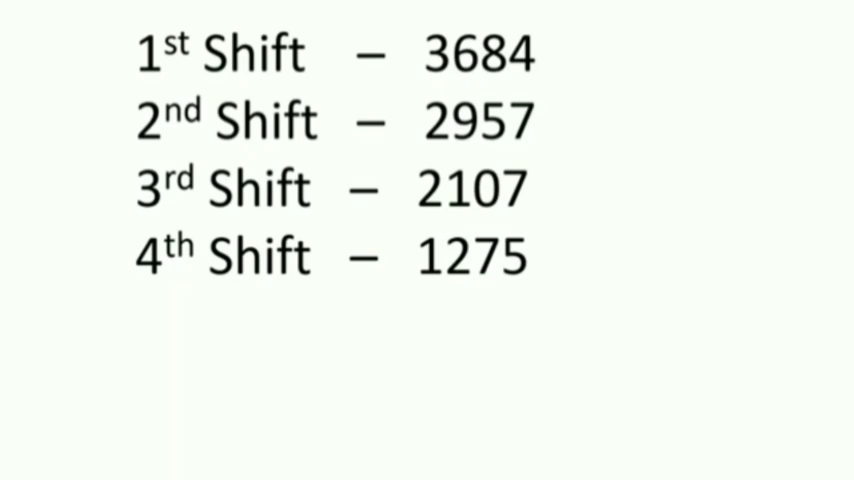 1st Shift – 3684
2nd Shift – 2957
3rd Shift – 2107
4th Shift – 1275